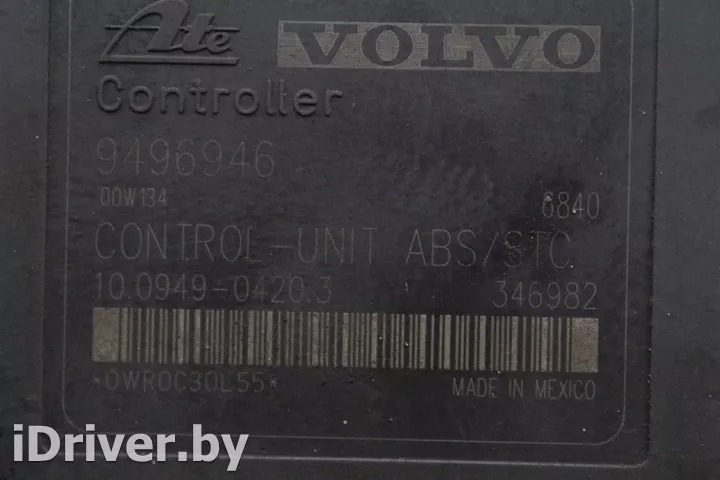 Ate VOLVO
Controller
9496946
00W134 6840
CONTROL-UNIT ABS/STC
10.0949-0420.3 346982
*0WR0C3DL55*
MADE IN MEXICO
iDriver.by